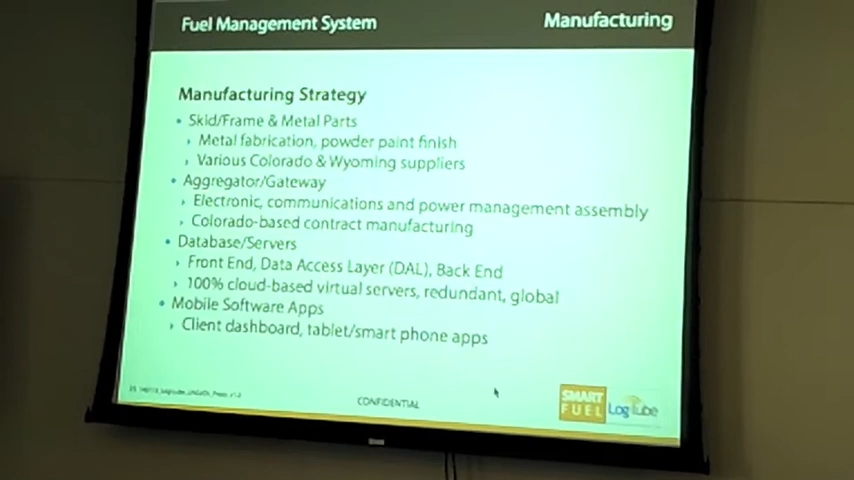 Fuel Management System
Manufacturing
Manufacturing Strategy
• Skid/Frame & Metal Parts
› Metal fabrication, powder paint finish
› Various Colorado & Wyoming suppliers
• Aggregator/Gateway
› Electronic, communications and power management assembly
› Colorado-based contract manufacturing
• Database/Servers
› Front End, Data Access Layer (DAL), Back End
› 100% cloud-based virtual servers, redundant, global
• Mobile Software Apps
› Client dashboard, tablet/smart phone apps
CONFIDENTIAL
SMART
FUEL
LogTube